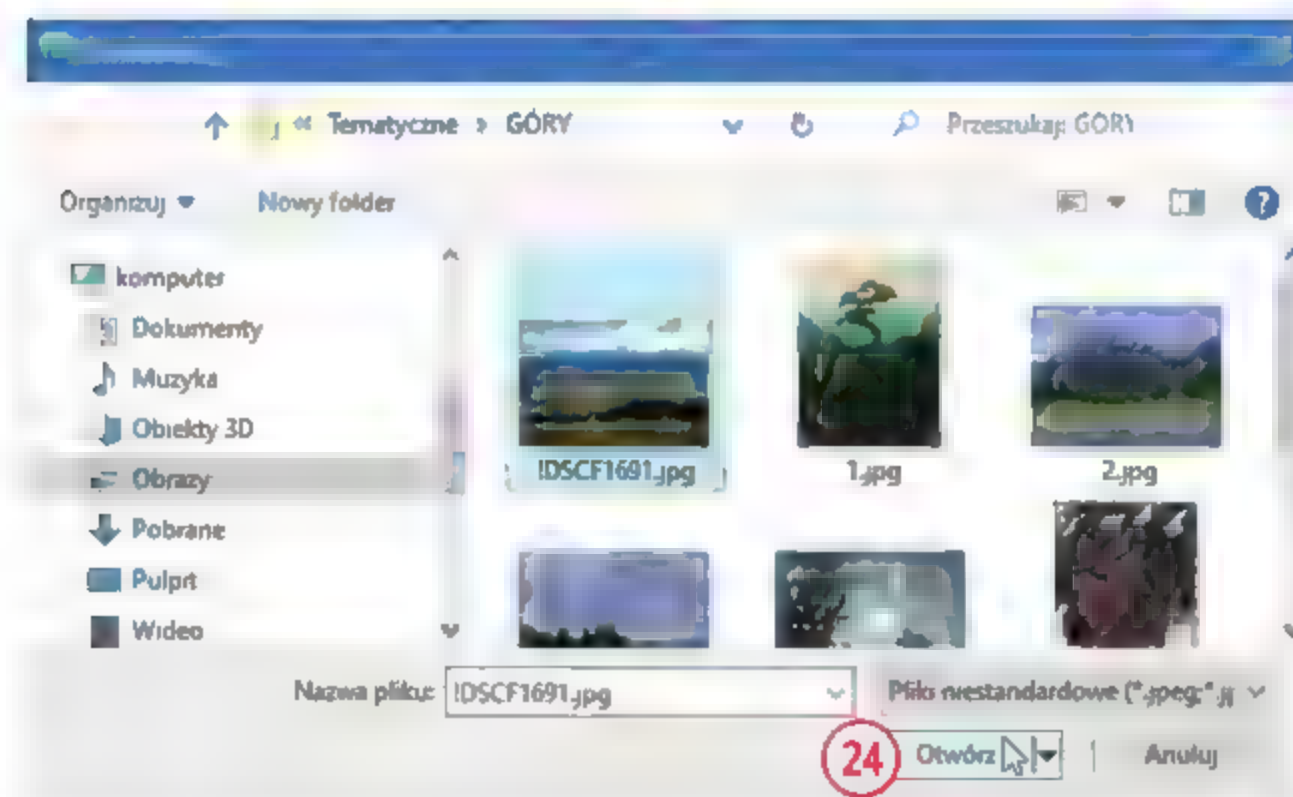 « Tematyczne » GÓRY
Przeszukaj: GÓRY
Organizuj
Nowy folder
?
komputer
Dokumenty
Muzyka
Obiekty 3D
Obrazy
Pobrane
Pulpit
Wideo
!DSCF1691.jpg
1.jpg
2.jpg
Nazwa pliku: !DSCF1691.jpg
Pliki niestandardowe (*.jpeg;*.jj
24
Otwórz
Anuluj